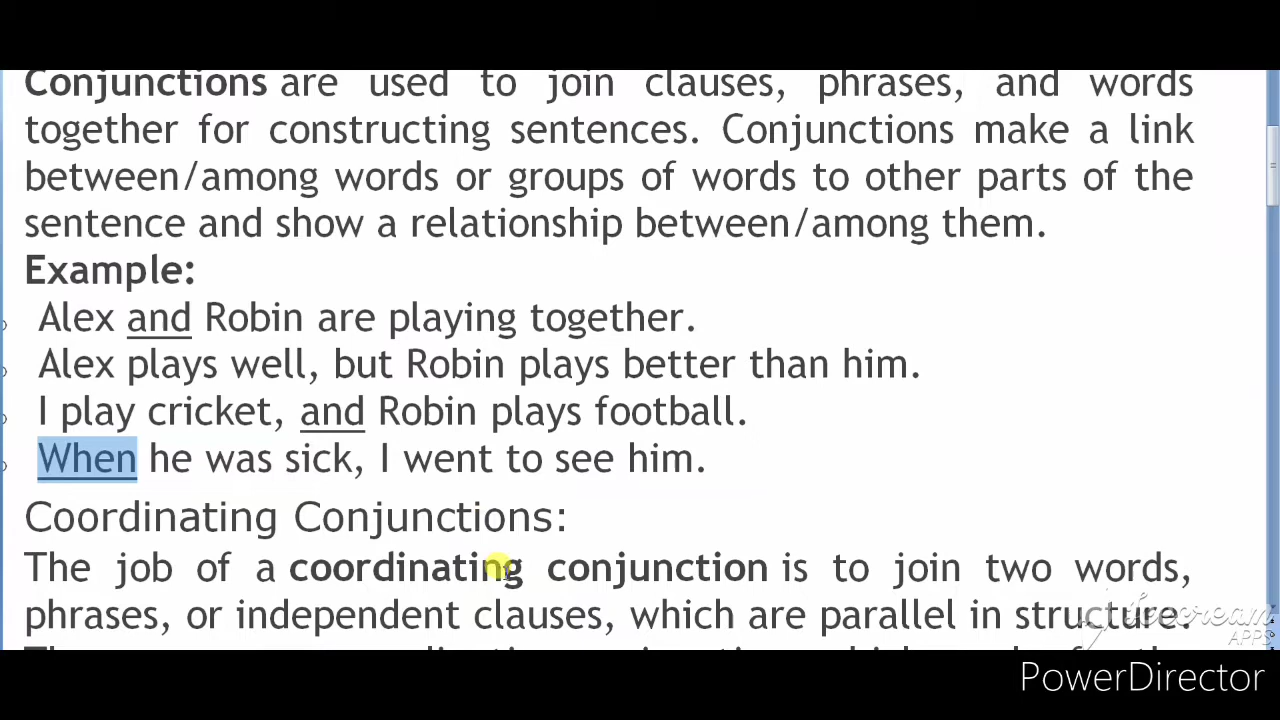 Conjunctions are used to join clauses, phrases, and words
together for constructing sentences. Conjunctions make a link
between/among words or groups of words to other parts of the
sentence and show a relationship between/among them.
Example:
Alex and Robin are playing together.
Alex plays well, but Robin plays better than him.
I play cricket, and Robin plays football.
When he was sick, I went to see him.
Coordinating Conjunctions:
The job of a coordinating conjunction is to join two words,
phrases, or independent clauses, which are parallel in structure.
icecream
APPS
PowerDirector